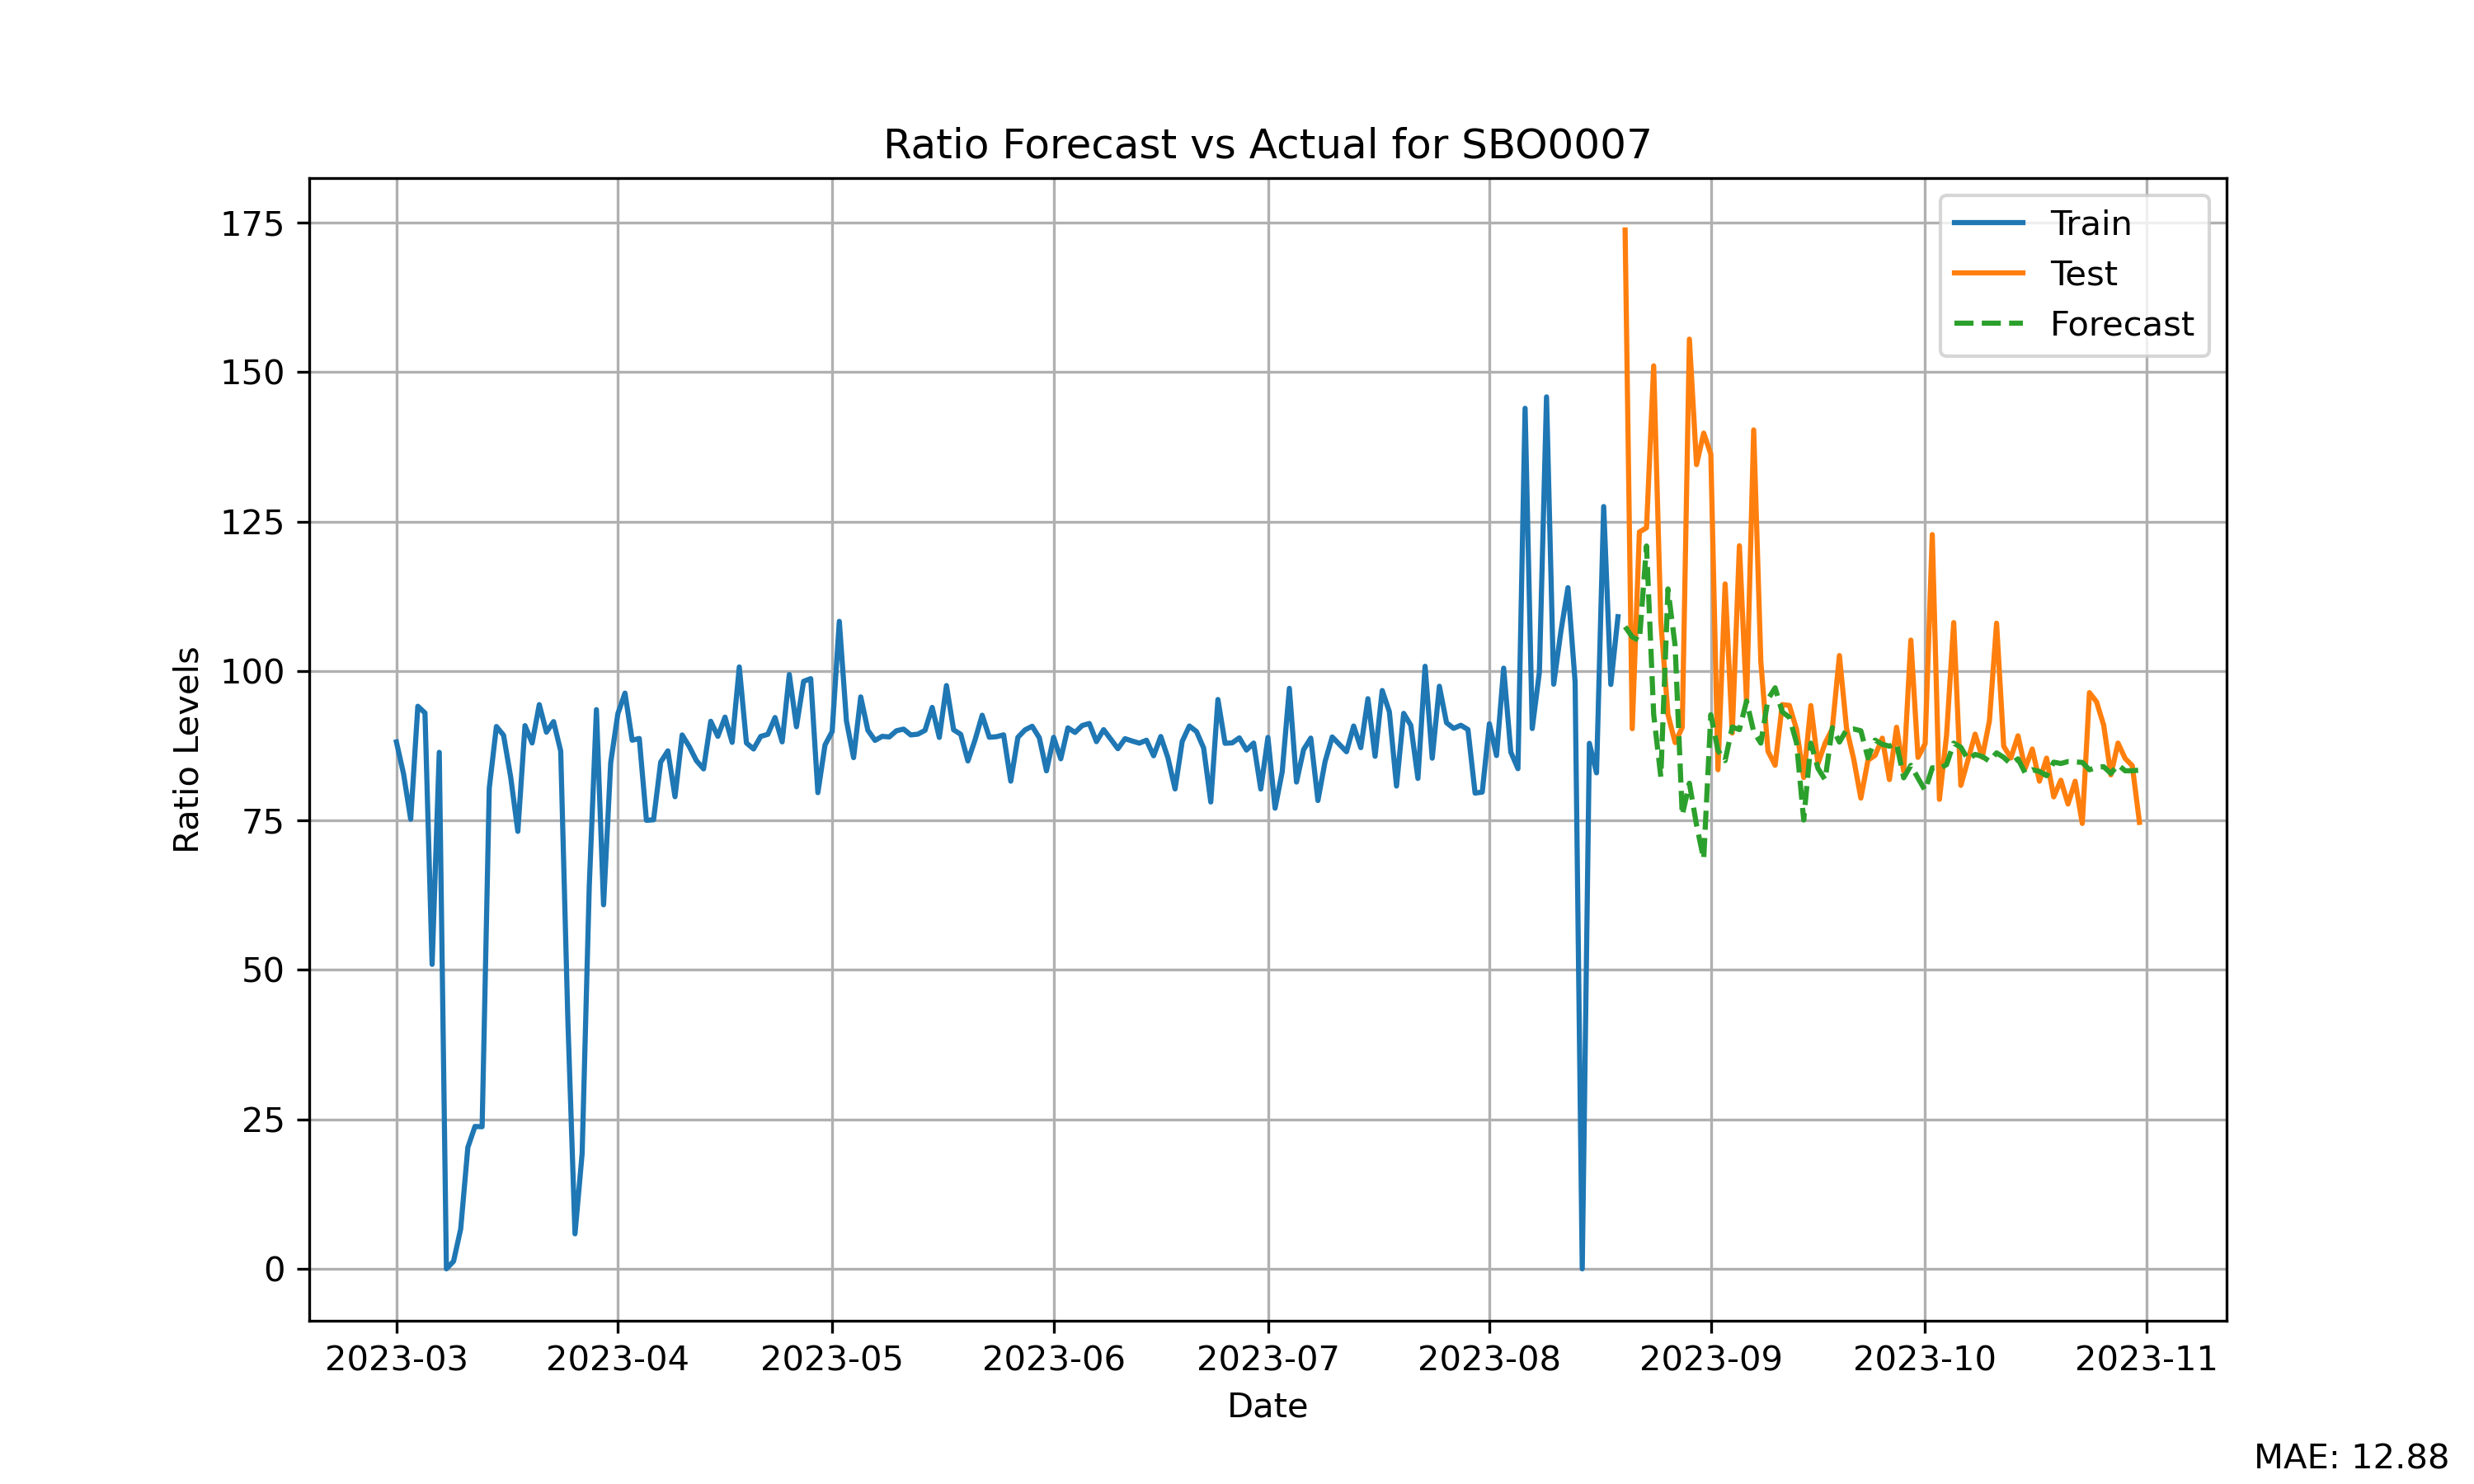 Ratio Forecast vs Actual for SBO0007
Train
Test
Forecast
Ratio Levels
175
150
125
100
75
50
25
0
2023-03 2023-04 2023-05 2023-06 2023-07 2023-08 2023-09 2023-10 2023-11
Date
MAE: 12.88